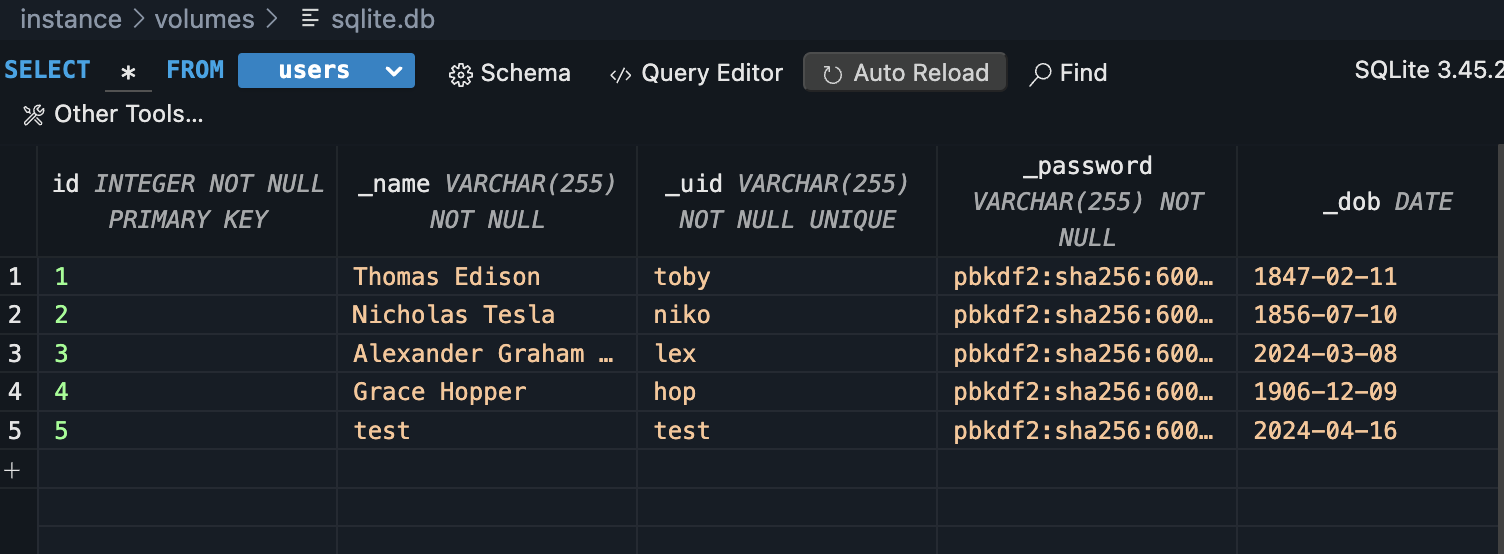 instance > volumes > sqlite.db
SELECT * FROM users Schema </> Query Editor Auto Reload Find SQLite 3.45.2
Other Tools...
id INTEGER NOT NULL PRIMARY KEY
_name VARCHAR(255) NOT NULL
_uid VARCHAR(255) NOT NULL UNIQUE
_password VARCHAR(255) NOT NULL
_dob DATE
1 1 Thomas Edison toby pbkdf2:sha256:600… 1847-02-11
2 2 Nicholas Tesla niko pbkdf2:sha256:600… 1856-07-10
3 3 Alexander Graham … lex pbkdf2:sha256:600… 2024-03-08
4 4 Grace Hopper hop pbkdf2:sha256:600… 1906-12-09
5 5 test test pbkdf2:sha256:600… 2024-04-16
+